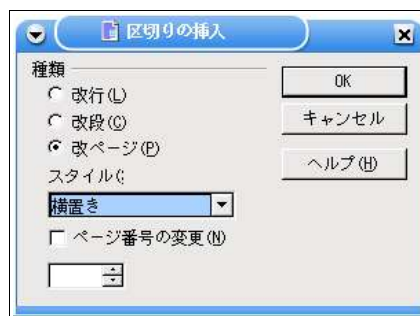 区切りの挿入
種類
改行(L)
改段(C)
改ページ(P)
スタイル(
横置き
ページ番号の変更(N)
OK
キャンセル
ヘルプ(H)